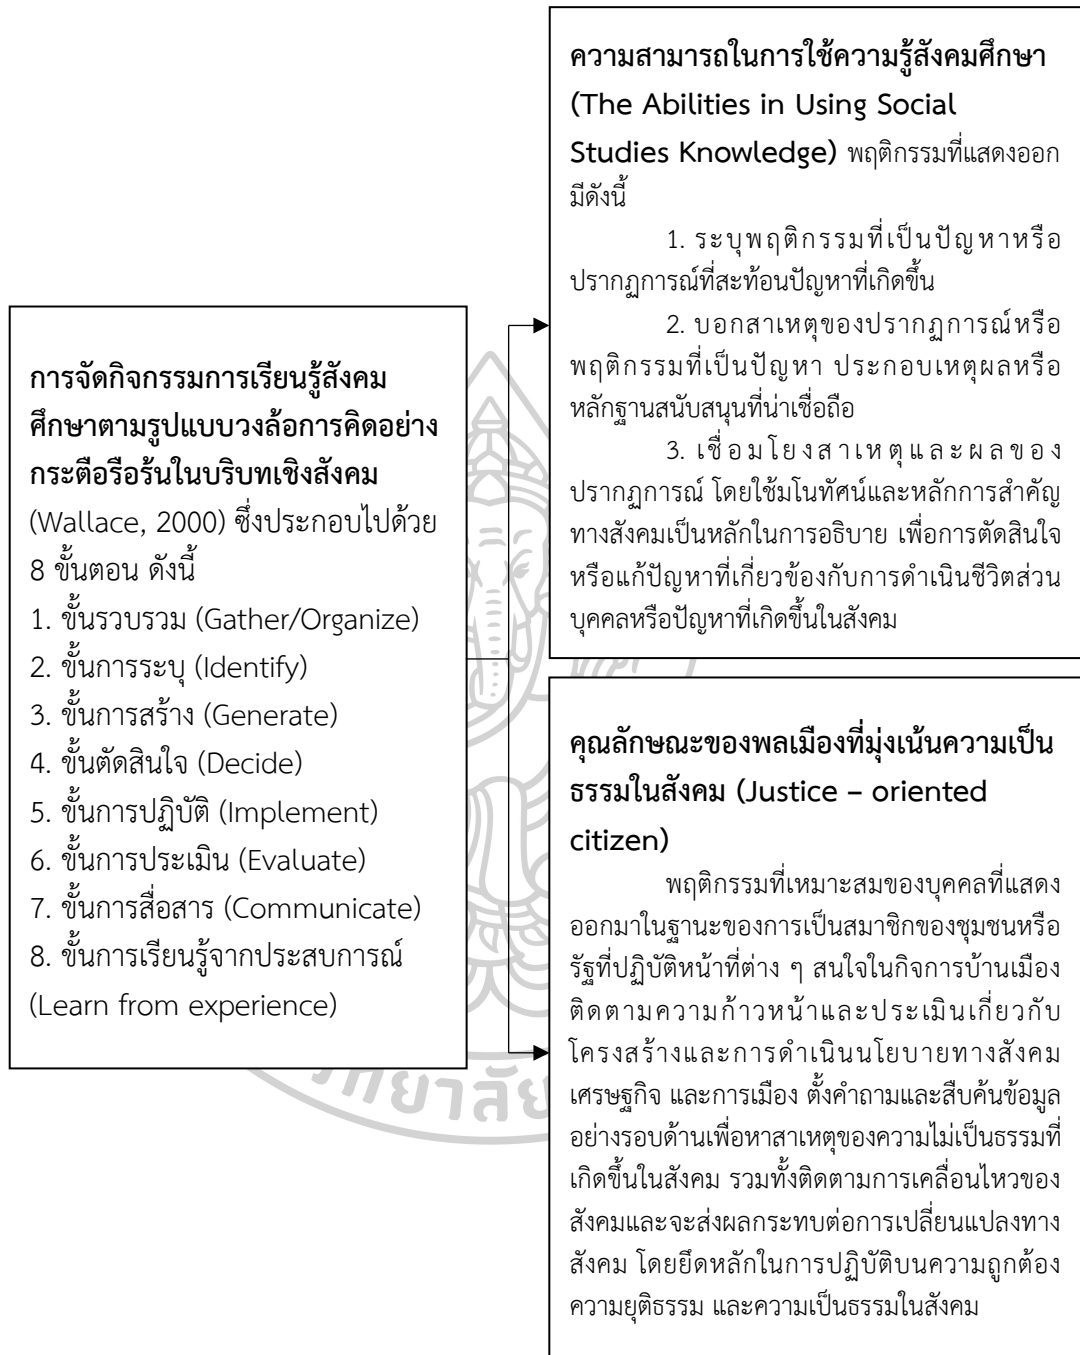 การจัดกิจกรรมการเรียนรู้สังคม
ศึกษาตามรูปแบบวงล้อการคิดอย่าง
กระตือรือร้นในบริบทเชิงสังคม
(Wallace, 2000) ซึ่งประกอบไปด้วย
8 ขั้นตอน ดังนี้
1. ขั้นรวบรวม (Gather/Organize)
2. ขั้นการระบุ (Identify)
3. ขั้นการสร้าง (Generate)
4. ขั้นตัดสินใจ (Decide)
5. ขั้นการปฏิบัติ (Implement)
6. ขั้นการประเมิน (Evaluate)
7. ขั้นการสื่อสาร (Communicate)
8. ขั้นการเรียนรู้จากประสบการณ์
(Learn from experience)
ความสามารถในการใช้ความรู้สังคมศึกษา
(The Abilities in Using Social
Studies Knowledge) พฤติกรรมที่แสดงออก
มีดังนี้
1. ระบุพฤติกรรมที่เป็นปัญหาหรือ
ปรากฏการณ์ที่สะท้อนปัญหาที่เกิดขึ้น
2. บอกสาเหตุของปรากฏการณ์หรือ
พฤติกรรมที่เป็นปัญหา ประกอบเหตุผลหรือ
หลักฐานสนับสนุนที่น่าเชื่อถือ
3. เชื่อมโยงสาเหตุและผลของ
ปรากฏการณ์ โดยใช้มโนทัศน์และหลักการสำคัญ
ทางสังคมเป็นหลักในการอธิบาย เพื่อการตัดสินใจ
หรือแก้ปัญหาที่เกี่ยวข้องกับการดำเนินชีวิตส่วน
บุคคลหรือปัญหาที่เกิดขึ้นในสังคม
คุณลักษณะของพลเมืองที่มุ่งเน้นความเป็น
ธรรมในสังคม (Justice – oriented
citizen)
พฤติกรรมที่เหมาะสมของบุคคลที่แสดง
ออกมาในฐานะของการเป็นสมาชิกของชุมชนหรือ
รัฐที่ปฏิบัติหน้าที่ต่าง ๆ สนใจในกิจการบ้านเมือง
ติดตามความก้าวหน้าและประเมินเกี่ยวกับ
โครงสร้างและการดำเนินนโยบายทางสังคม
เศรษฐกิจ และการเมือง ตั้งคำถามและสืบค้นข้อมูล
อย่างรอบด้านเพื่อหาสาเหตุของความไม่เป็นธรรมที่
เกิดขึ้นในสังคม รวมทั้งติดตามการเคลื่อนไหวของ
สังคมและจะส่งผลกระทบต่อการเปลี่ยนแปลงทาง
สังคม โดยยึดหลักในการปฏิบัติบนความถูกต้อง
ความยุติธรรม และความเป็นธรรมในสังคม